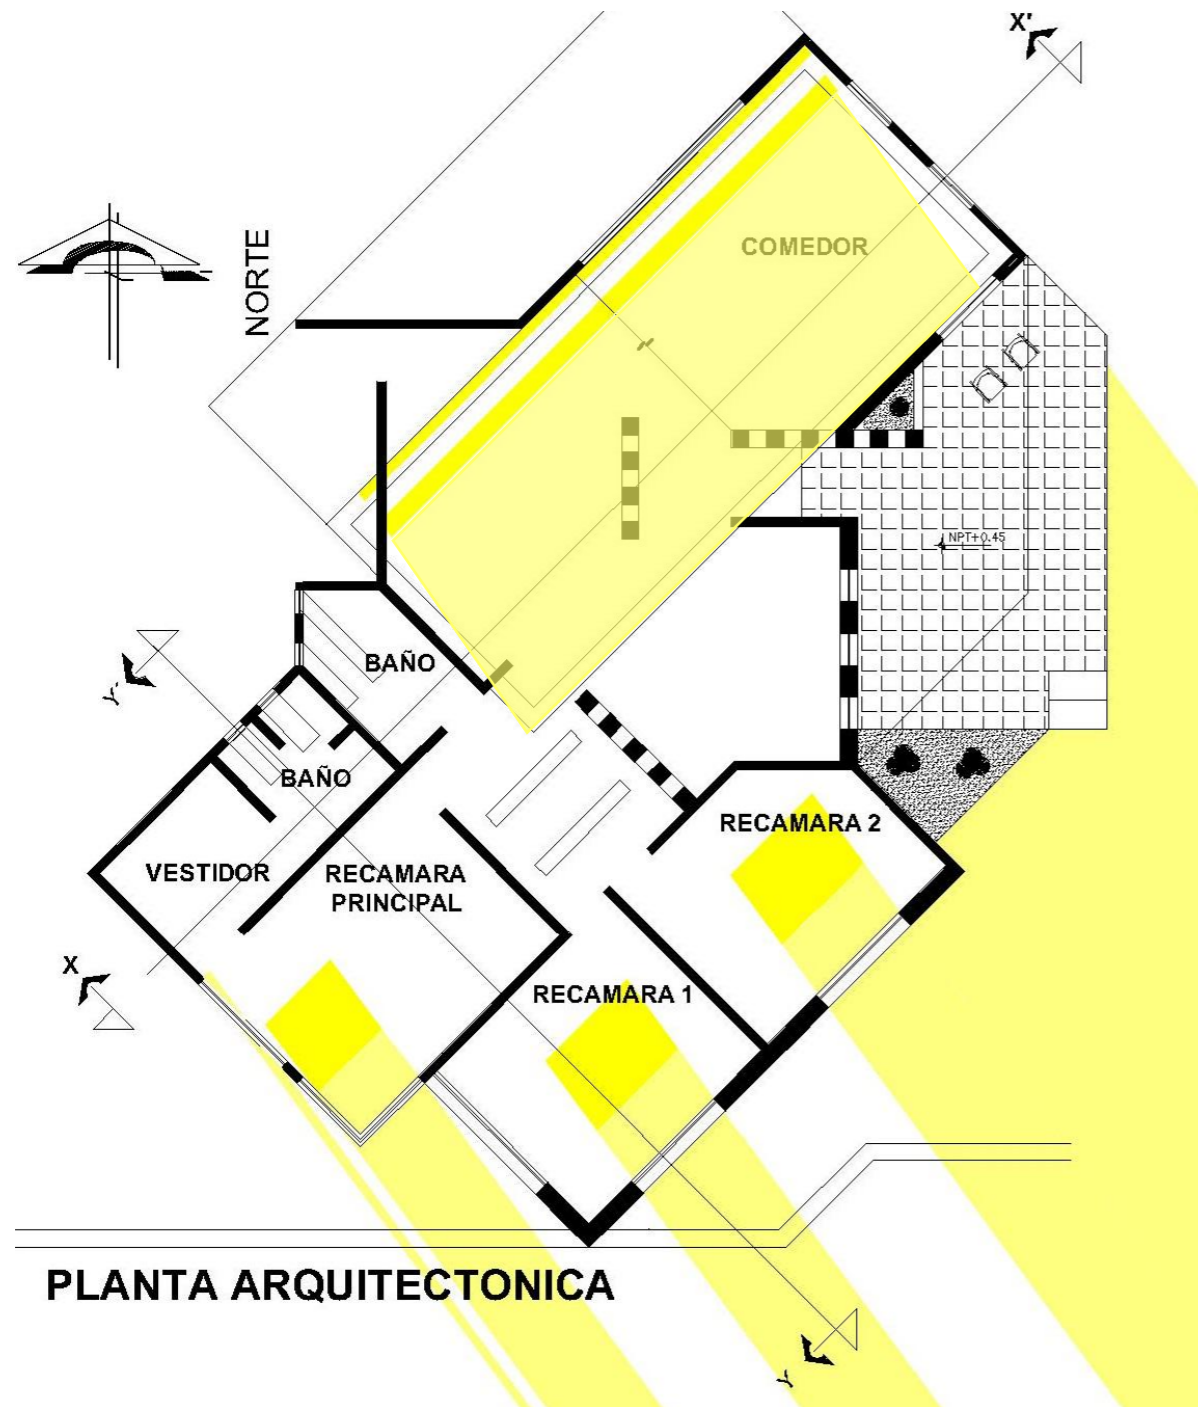 X'
NORTE
COMEDOR
NPT+0.45
BAÑO
Y'
BAÑO
RECAMARA 2
VESTIDOR
RECAMARA
PRINCIPAL
X
RECAMARA 1
PLANTA ARQUITECTONICA
Y